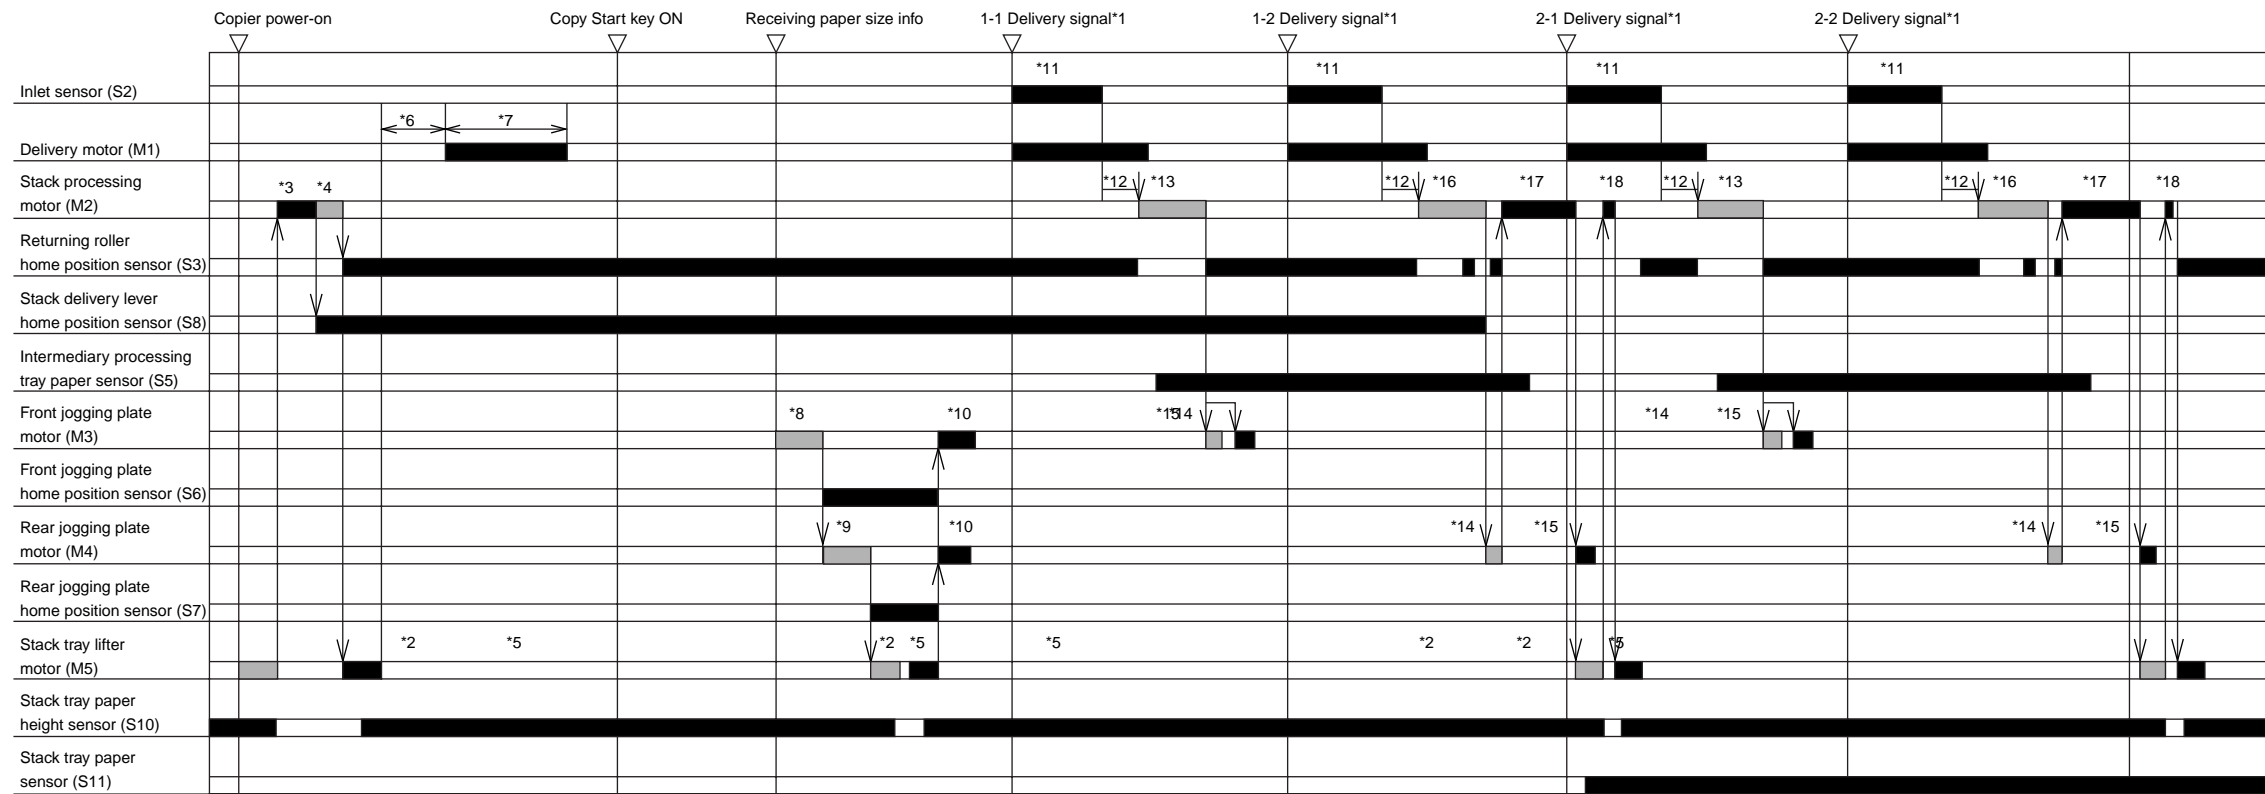 Copier power-on Copy Start key ON Receiving paper size info 1-1 Delivery signal*1 1-2 Delivery signal*1 2-1 Delivery signal*1 2-2 Delivery signal*1
*11 *11 *11 *11
Inlet sensor (S2)
*6 *7
Delivery motor (M1)
Stack processing
motor (M2)
*3 *4 *12 *13 *12 *16 *17 *18 *12 *13 *12 *16 *17 *18
Returning roller
home position sensor (S3)
Stack delivery lever
home position sensor (S8)
Intermediary processing
tray paper sensor (S5)
Front jogging plate
motor (M3)
*8 *10 *15 *14 *14 *15
Front jogging plate
home position sensor (S6)
Rear jogging plate
motor (M4)
*9 *10 *14 *15 *14 *15
Rear jogging plate
home position sensor (S7)
Stack tray lifter
motor (M5)
*2 *5 *2 *5 *5 *2 *2 *5
Stack tray paper
height sensor (S10)
Stack tray paper
sensor (S11)